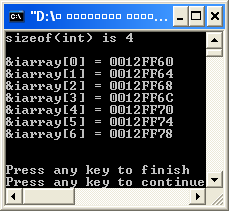 "D:\
sizeof(int) is 4
&iarray[0] = 0012FF60
&iarray[1] = 0012FF64
&iarray[2] = 0012FF68
&iarray[3] = 0012FF6C
&iarray[4] = 0012FF70
&iarray[5] = 0012FF74
&iarray[6] = 0012FF78
Press any key to finish
Press any key to continue